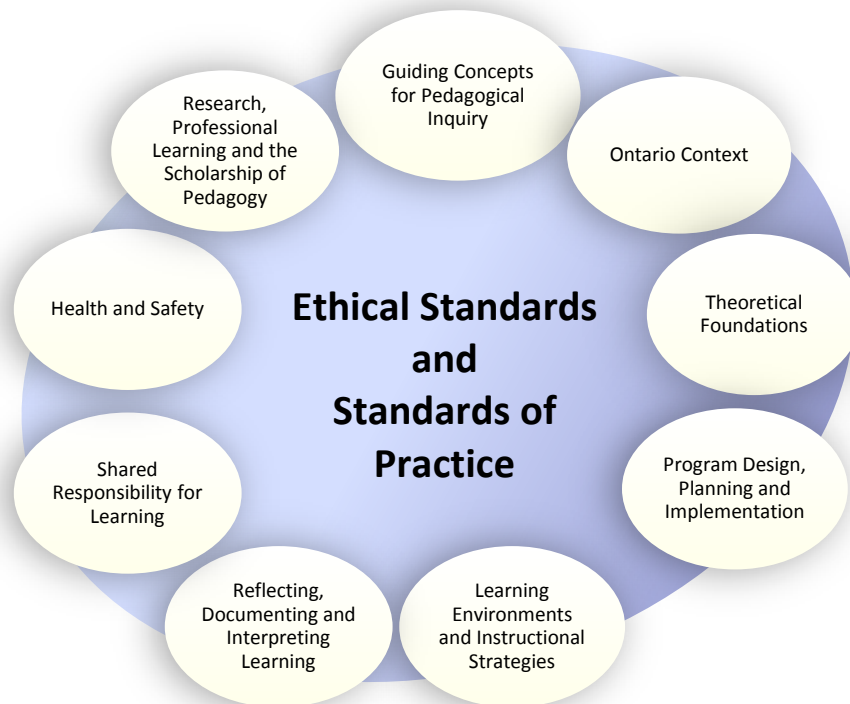 Guiding Concepts
for Pedagogical
Inquiry
Ontario Context
Theoretical
Foundations
Program Design,
Planning and
Implementation
Learning
Environments
and Instructional
Strategies
Reflecting,
Documenting and
Interpreting
Learning
Shared
Responsibility for
Learning
Health and Safety
Research,
Professional
Learning and the
Scholarship of
Pedagogy
Ethical Standards
and
Standards of
Practice